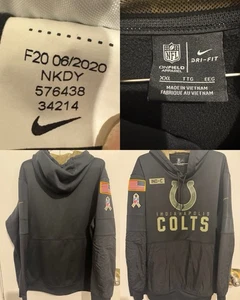 F20 06/2020
NKDY
576438
34214
NFL
ONFIELD
APPAREL
DRI-FIT
XXG TTG EEG
MADE IN VIETNAM
FABRIQUÉ AU VIETNAM
INDIANAPOLIS
COLTS